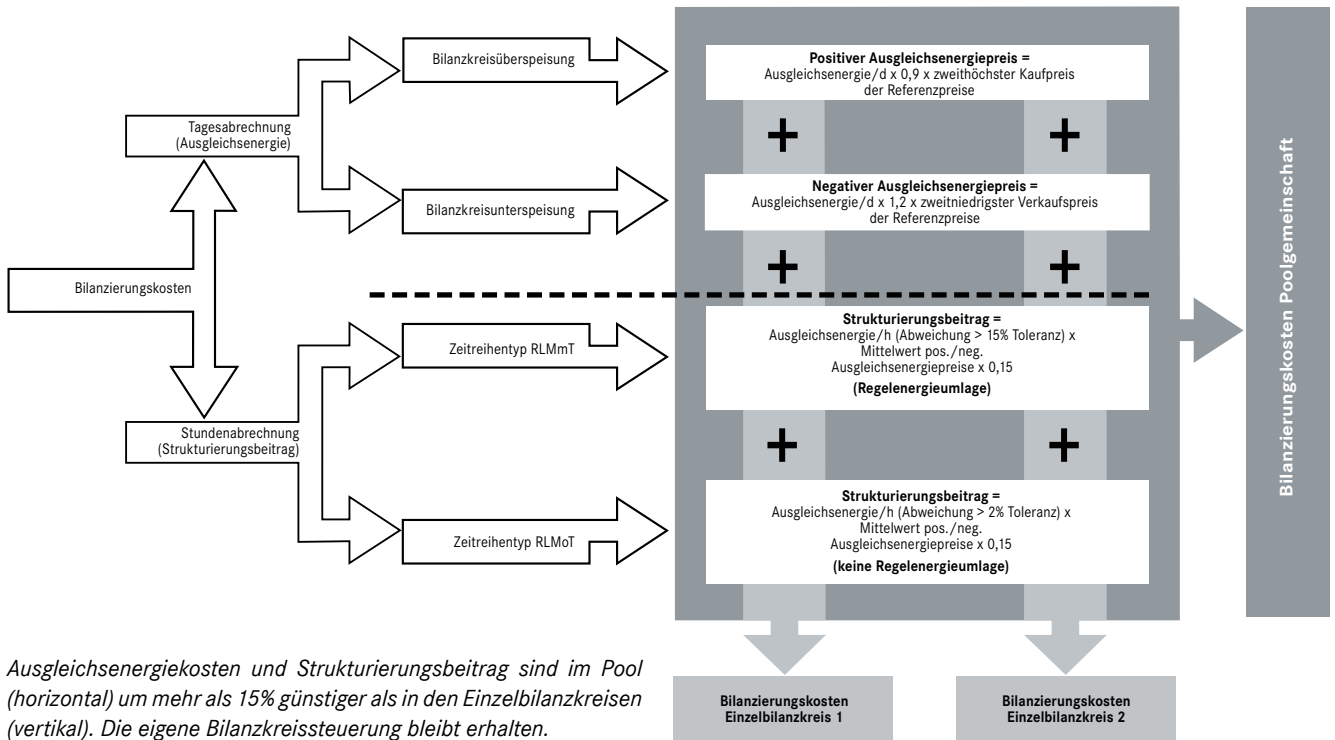 Bilanzierungskosten
Tagesabrechnung
(Ausgleichsenergie)
Stundenabrechnung
(Strukturierungsbeitrag)
Bilanzkreisüberspeisung
Bilanzkreisunterspeisung
Zeitreihentyp RLMmT
Zeitreihentyp RLMoT
Positiver Ausgleichsenergiepreis =
Ausgleichsenergie/d x 0,9 x zweithöchster Kaufpreis
der Referenzpreise
+ +
Negativer Ausgleichsenergiepreis =
Ausgleichsenergie/d x 1,2 x zweitniedrigster Verkaufspreis
der Referenzpreise
+ +
Strukturierungsbeitrag =
Ausgleichsenergie/h (Abweichung > 15% Toleranz) x
Mittelwert pos./neg.
Ausgleichsenergiepreise x 0,15
(Regelenergieumlage)
+ +
Strukturierungsbeitrag =
Ausgleichsenergie/h (Abweichung > 2% Toleranz) x
Mittelwert pos./neg.
Ausgleichsenergiepreise x 0,15
(keine Regelenergieumlage)
Bilanzierungskosten Poolgemeinschaft
Bilanzierungskosten
Einzelbilanzkreis 1
Bilanzierungskosten
Einzelbilanzkreis 2
Ausgleichsenergiekosten und Strukturierungsbeitrag sind im Pool
(horizontal) um mehr als 15% günstiger als in den Einzelbilanzkreisen
(vertikal). Die eigene Bilanzkreissteuerung bleibt erhalten.